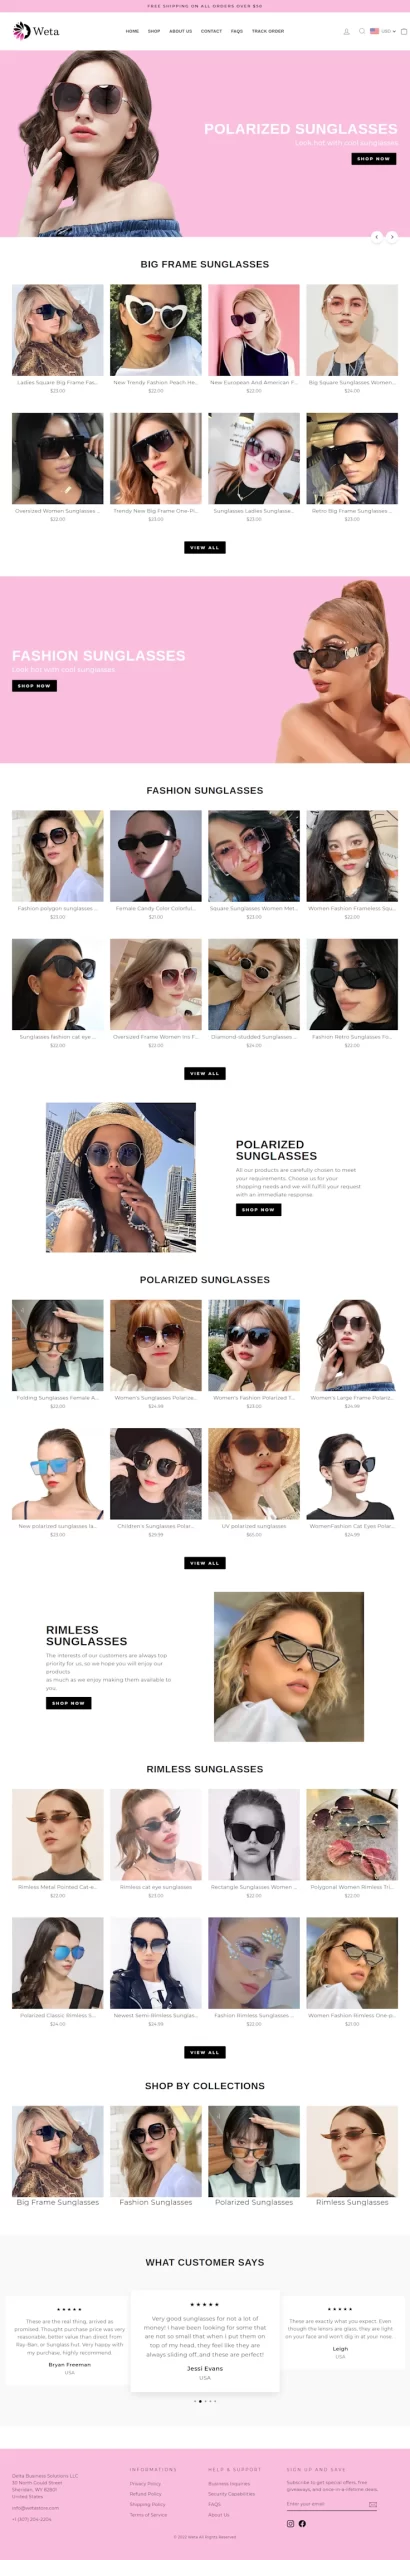 FREE SHIPPING ON ALL ORDERS OVER $50
Weta
HOME SHOP ABOUT US CONTACT FAQS TRACK ORDER
USD
POLARIZED SUNGLASSES
Look hot with cool sunglasses
SHOP NOW
BIG FRAME SUNGLASSES
Ladies Square Big Frame Fas...
$23.00
New Trendy Fashion Peach He...
$22.00
New European And American F...
$22.00
Big Square Sunglasses Women...
$24.00
Oversized Women Sunglasses ...
$22.00
Trendy New Big Frame One-Pi...
$23.00
Sunglasses Ladies Sunglasse...
$23.00
Retro Big Frame Sunglasses ...
$23.00
VIEW ALL
FASHION SUNGLASSES
Look hot with cool sunglasses
SHOP NOW
FASHION SUNGLASSES
Fashion polygon sunglasses ...
$23.00
Female Candy Color Colorful...
$21.00
Square Sunglasses Women Met...
$23.00
Women Fashion Frameless Squ...
$22.00
Sunglasses fashion cat eye ...
$22.00
Oversized Frame Women Ins F...
$22.00
Diamond-studded Sunglasses ...
$24.00
Fashion Retro Sunglasses Fo...
$22.00
VIEW ALL
POLARIZED
SUNGLASSES
All our products are carefully chosen to meet
your requirements. Choose us for your
shopping needs and we will fulfill your request
with an immediate response.
SHOP NOW
POLARIZED SUNGLASSES
Folding Sunglasses Female A...
$22.00
Women's Sunglasses Polarize...
$24.99
Women's Fashion Polarized T...
$23.00
Women's Large Frame Polariz...
$24.99
New polarized sunglasses la...
$23.00
Children's Sunglasses Polar...
$29.99
UV polarized sunglasses
WomenFashion Cat Eyes Polar...
$24.99
VIEW ALL
RIMLESS
SUNGLASSES
The interests of our customers are always top
priority for us, so we hope you will enjoy our
products
as much as we enjoy making them available to
you.
SHOP NOW
RIMLESS SUNGLASSES
Rimless Metal Pointed Cat-e...
$22.00
Rimless cat eye sunglasses
$23.00
Rectangle Sunglasses Women ...
$22.00
Polygonal Women Rimless Tri...
$22.00
Polarized Classic Rimless S...
$24.00
Newest Semi-Rimless Sunglas...
$24.99
Fashion Rimless Sunglasses ...
$22.00
Women Fashion Rimless One-p...
$21.00
VIEW ALL
SHOP BY COLLECTIONS
Big Frame Sunglasses
Fashion Sunglasses
Polarized Sunglasses
Rimless Sunglasses
WHAT CUSTOMER SAYS
These are the real thing, arrived as
promised. Thought purchase price was very
reasonable, better value than direct from
Ray-Ban, or Sunglass hut. Very happy with
my purchase, highly recommend.
Bryan Freeman
USA
Very good sunglasses for not a lot of
money! I have been looking for some that
are not so small that when I put them on
top of my head, they feel like they are
always sliding off, and these are perfect!
Jessi Evans
USA
These are exactly what you expect. Even
though the lenses are glass, they are light
on your face and won't dig in at your nose.
Leigh
USA
Business Solutions LLC
30 North Gould Street
Sheridan, WY 82801
United States
INFORMATIONS
Privacy Policy
Refund Policy
Shipping Policy
Terms of Service
HELP & SUPPORT
Business Inquiries
Security Capabilities
FAQS
About Us
SIGN UP AND SAVE
Subscribe to get special offers, free
giveaways, and once-in-a-lifetime deals.
Enter your email
Weta All Rights Reserved